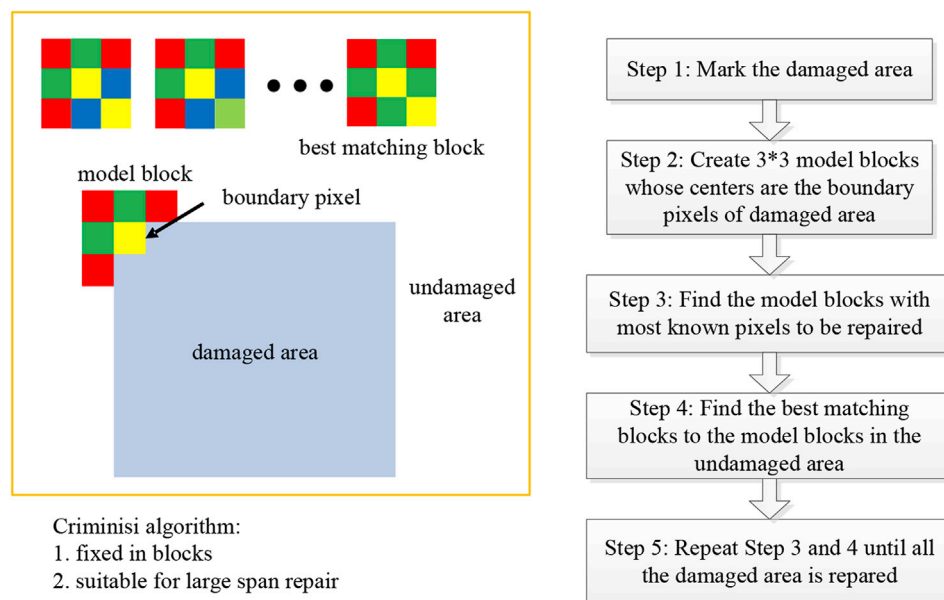 best matching block
model block
boundary pixel
undamaged
area
damaged area
Criminisi algorithm:
1. fixed in blocks
2. suitable for large span repair
Step 1: Mark the damaged area
Step 2: Create 3*3 model blocks
whose centers are the boundary
pixels of damaged area
Step 3: Find the model blocks with
most known pixels to be repaired
Step 4: Find the best matching
blocks to the model blocks in the
undamaged area
Step 5: Repeat Step 3 and 4 until all
the damaged area is repared